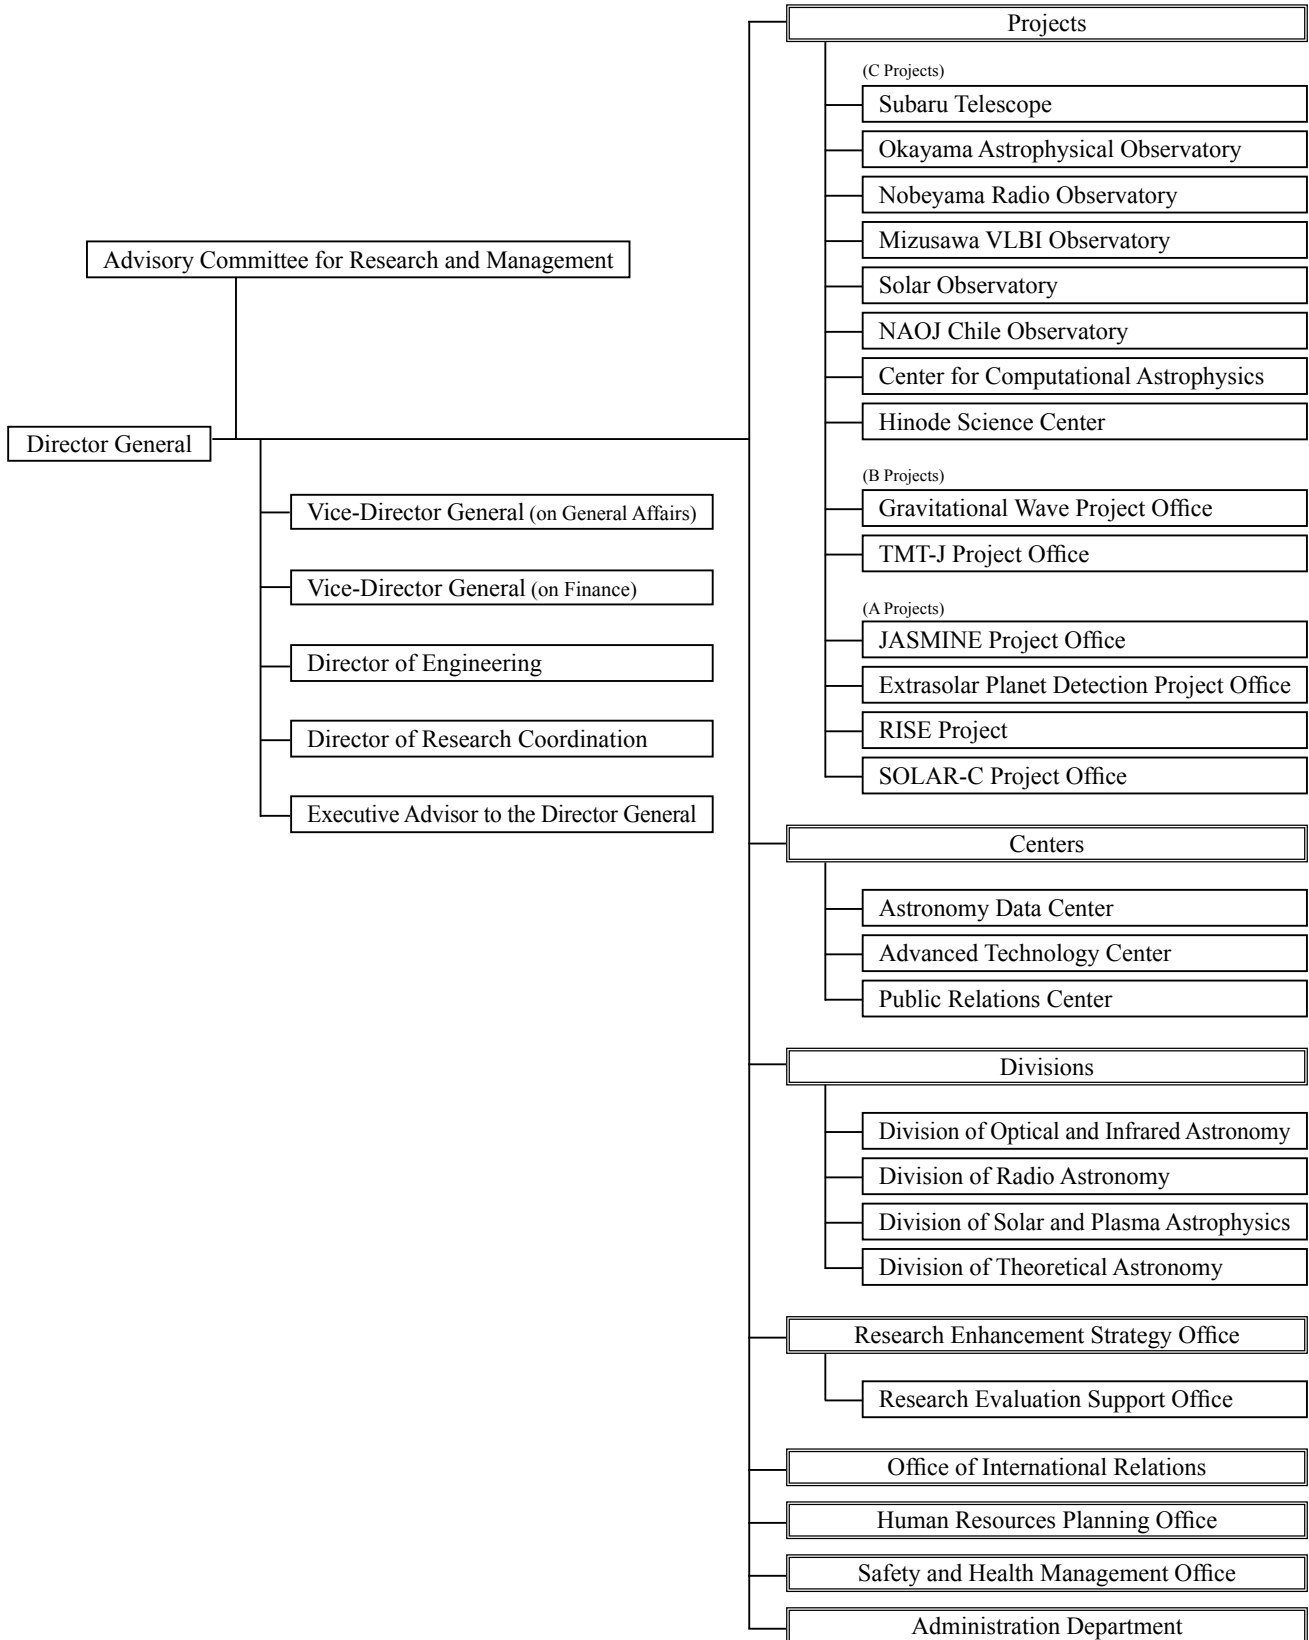 Advisory Committee for Research and Management
Director General
Vice-Director General (on General Affairs)
Vice-Director General (on Finance)
Director of Engineering
Director of Research Coordination
Executive Advisor to the Director General
Projects
(C Projects)
Subaru Telescope
Okayama Astrophysical Observatory
Nobeyama Radio Observatory
Mizusawa VLBI Observatory
Solar Observatory
NAOJ Chile Observatory
Center for Computational Astrophysics
Hinode Science Center
(B Projects)
Gravitational Wave Project Office
TMT-J Project Office
(A Projects)
JASMINE Project Office
Extrasolar Planet Detection Project Office
RISE Project
SOLAR-C Project Office
Centers
Astronomy Data Center
Advanced Technology Center
Public Relations Center
Divisions
Division of Optical and Infrared Astronomy
Division of Radio Astronomy
Division of Solar and Plasma Astrophysics
Division of Theoretical Astronomy
Research Enhancement Strategy Office
Research Evaluation Support Office
Office of International Relations
Human Resources Planning Office
Safety and Health Management Office
Administration Department